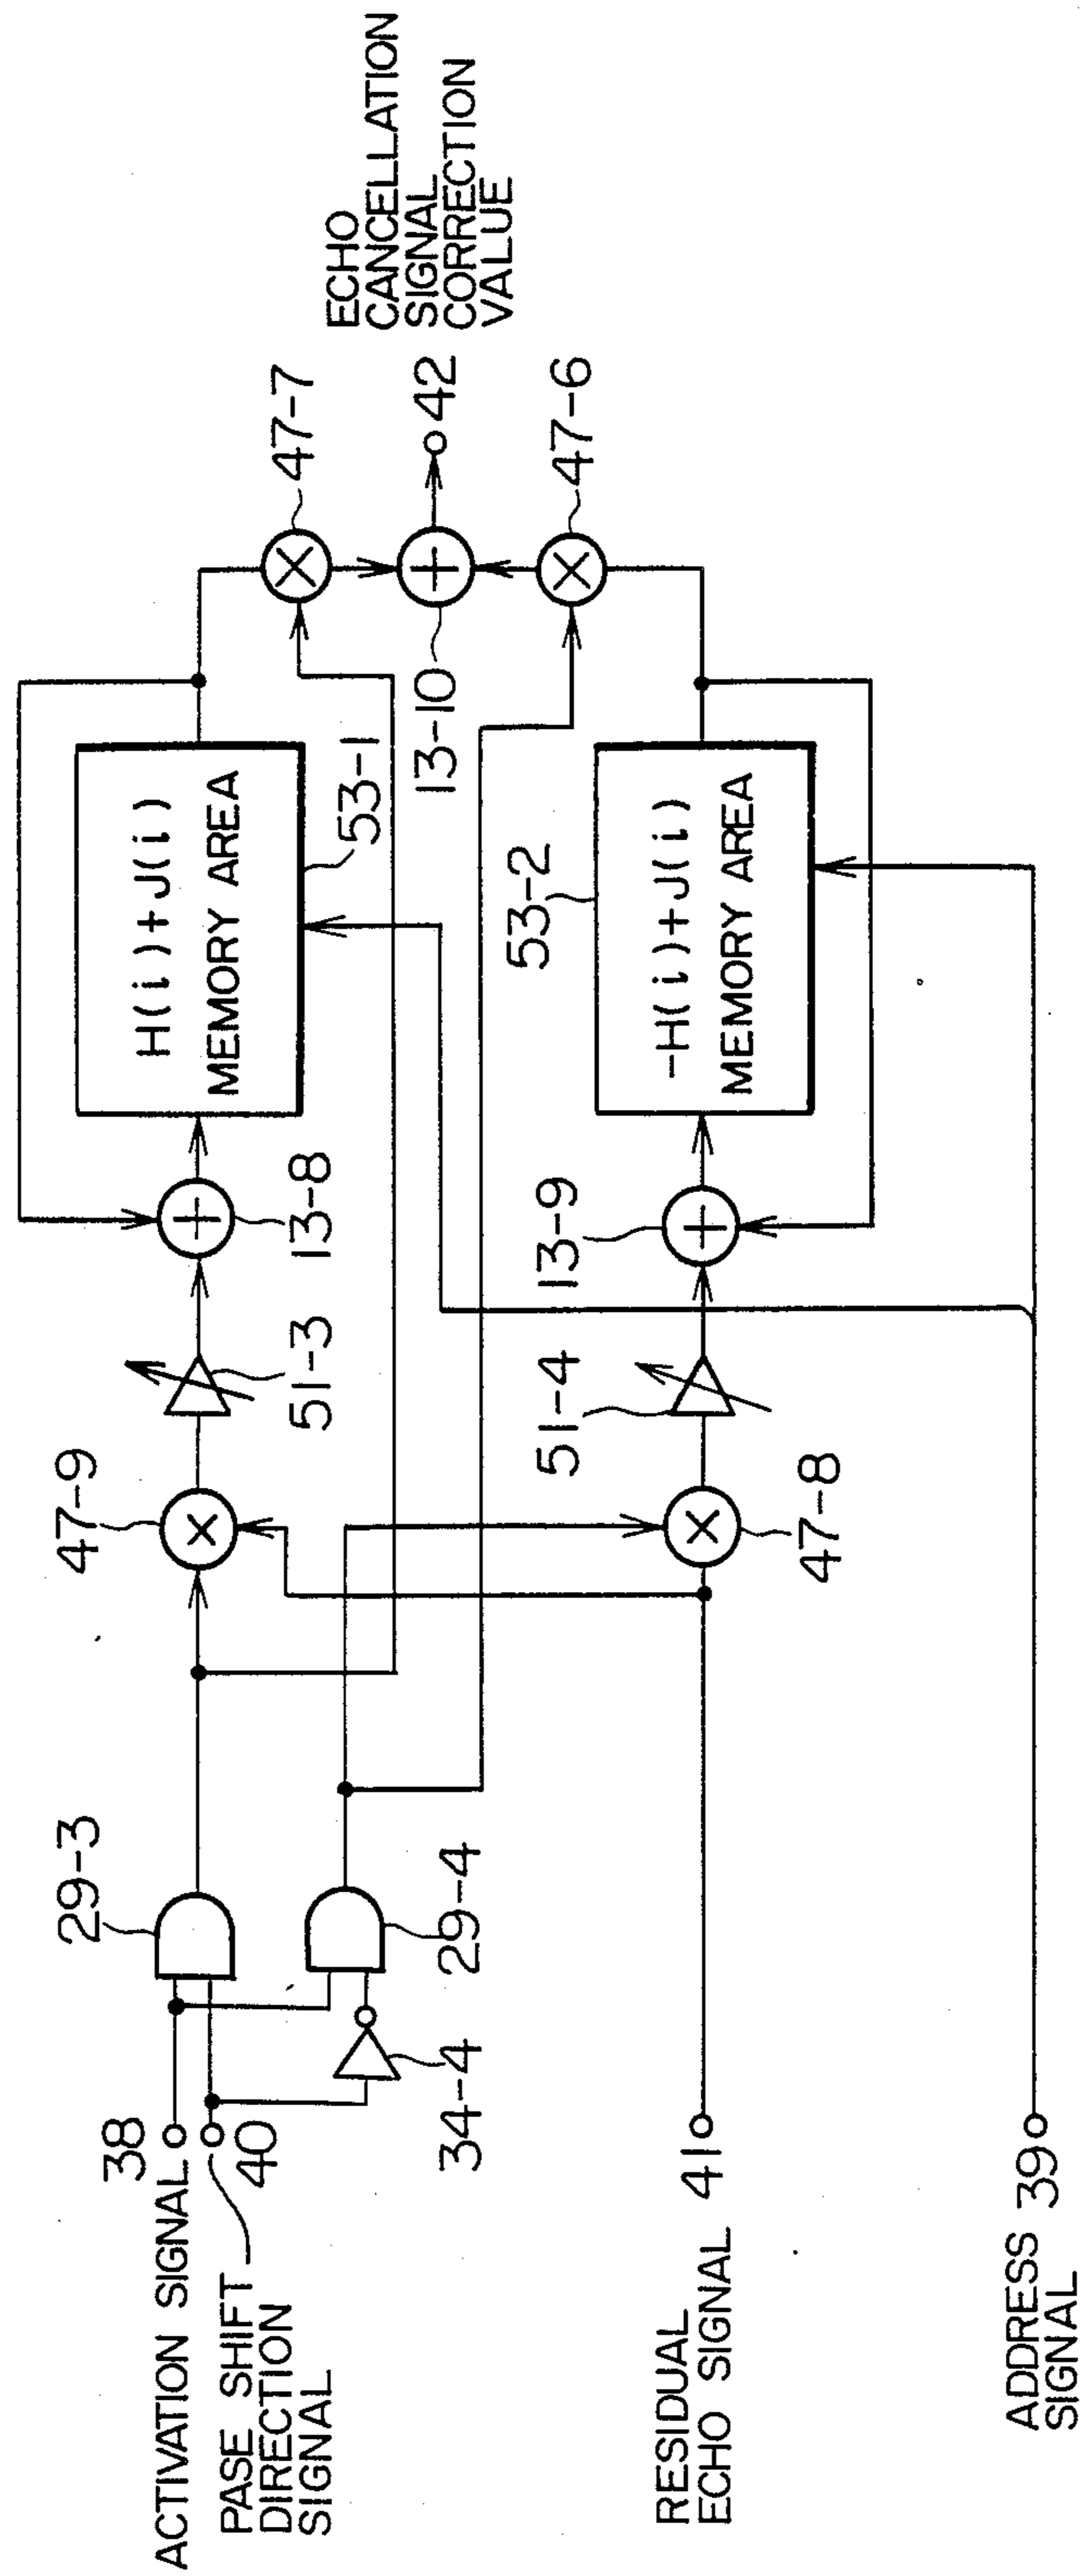 ACTIVATION SIGNAL
38
PASE SHIFT
DIRECTION
SIGNAL
40
29-3
29-4
34-4
RESIDUAL
ECHO SIGNAL 41
ADDRESS 39
SIGNAL
47-9
47-8
51-3
51-4
13-8
13-9
H(i)+J(i)
MEMORY AREA
53-1
53-2
-H(i)+J(i)
MEMORY AREA
47-7
13-10
42
47-6
ECHO
CANCELLATION
SIGNAL
CORRECTION
VALUE